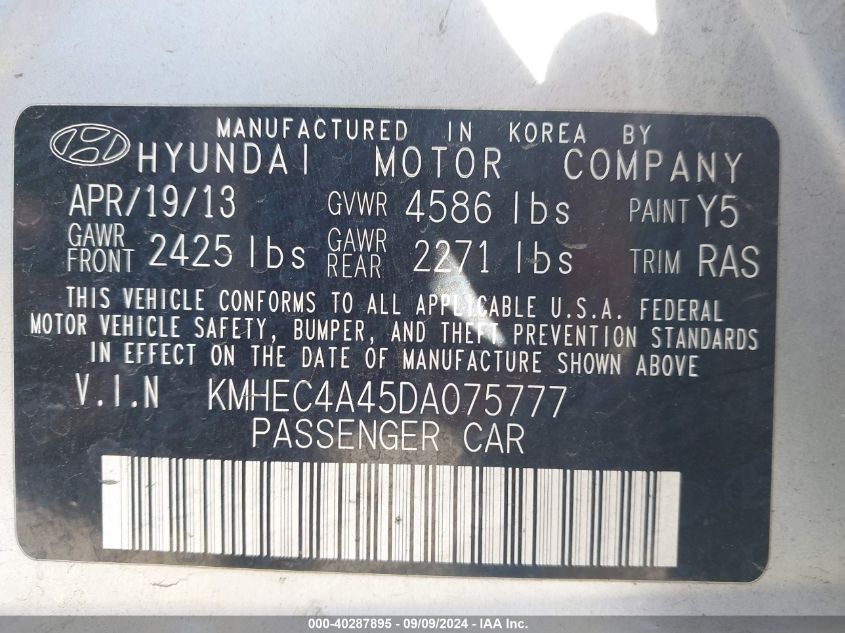 MANUFACTURED IN KOREA BY
HYUNDAI MOTOR COMPANY
APR/19/13 GVWR 4586 lbs PAINT Y5
GAWR FRONT 2425 lbs GAWR REAR 2271 lbs TRIM RAS
THIS VEHICLE CONFORMS TO ALL APPLICABLE U.S.A. FEDERAL
MOTOR VEHICLE SAFETY, BUMPER, AND THEFT PREVENTION STANDARDS
IN EFFECT ON THE DATE OF MANUFACTURE SHOWN ABOVE
V.I.N KMHEC4A45DA075777
PASSENGER CAR
000-40287895 - 09/09/2024 - IAA Inc.